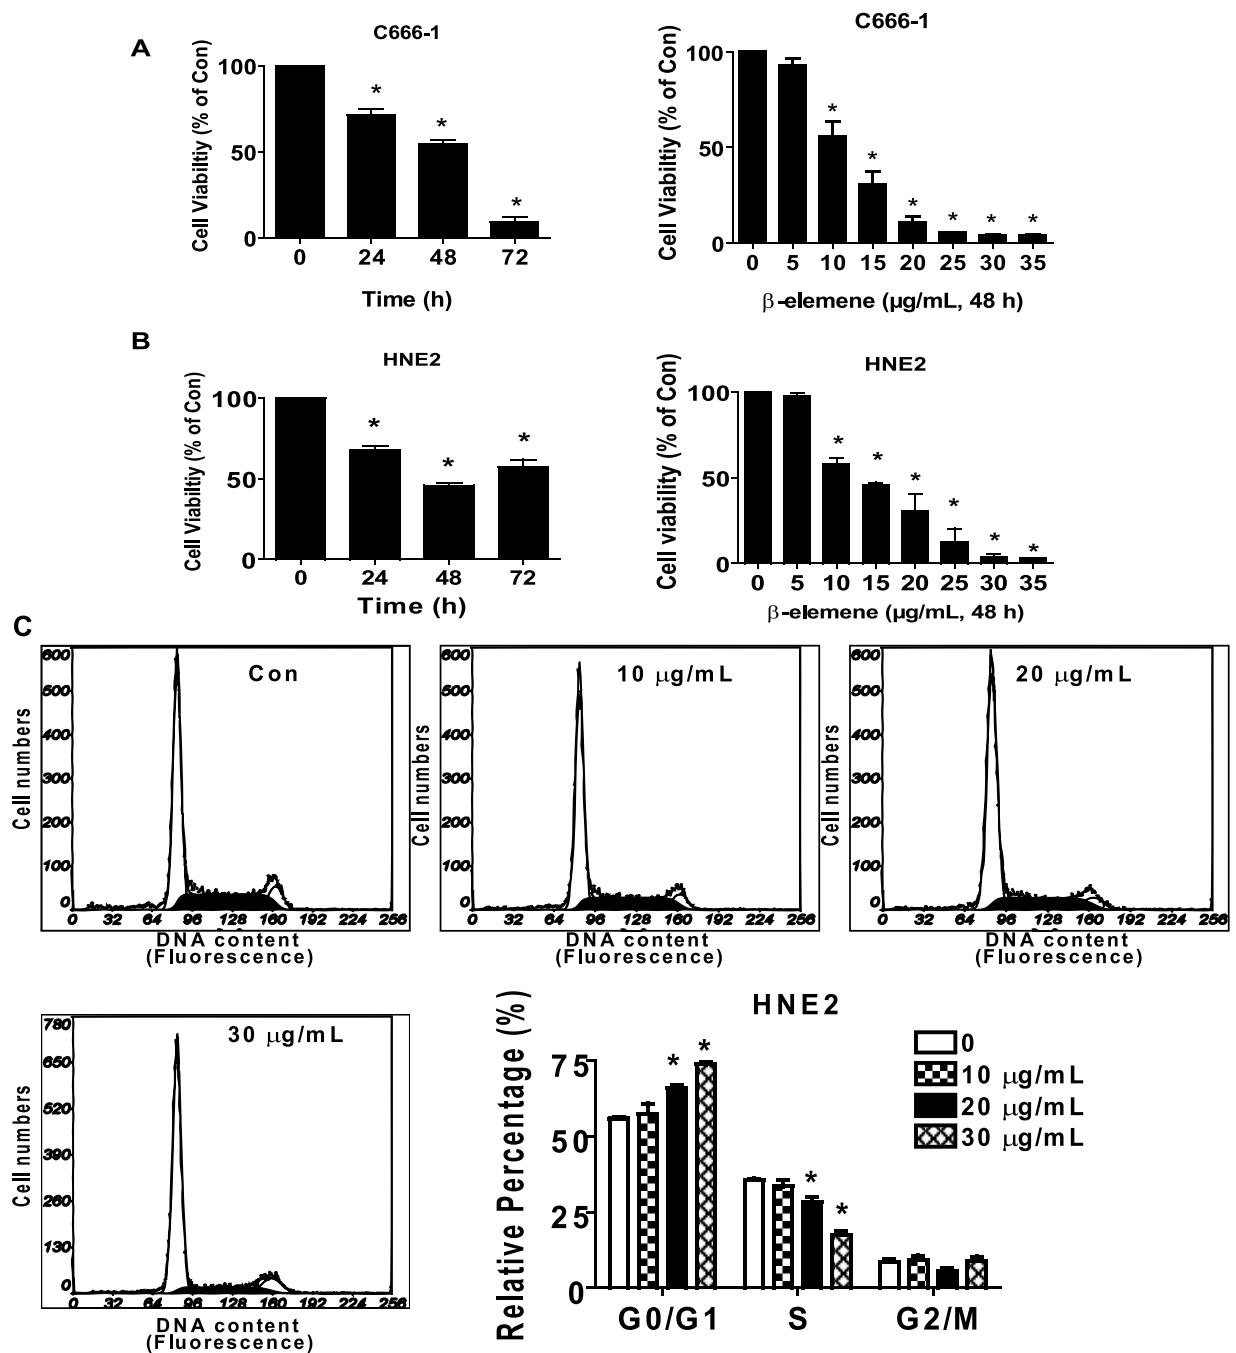 A
C666-1
Cell Viabiltiy (% of Con)
100
50
0
*
*
*
0 24 48 72
Time (h)
C666-1
Cell Viabiltiy (% of Con)
100
50
0
*
*
*
* * *
0 5 10 15 20 25 30 35
β-elemene (μg/mL, 48 h)
B
HNE2
Cell Viabiltiy (% of Con)
100
50
0
*
*
*
0 24 48 72
Time (h)
HNE2
Cell viability (% of Con)
100
50
0
*
*
*
*
*
*
0 5 10 15 20 25 30 35
β-elemene (μg/mL, 48 h)
C
Con
Cell numbers
600
500
400
300
200
100
0
0 32 64 96 128 160 192 224 256
DNA content
(Fluorescence)
10 μg/mL
Cell numbers
600
500
400
300
200
100
0
0 32 64 96 128 160 192 224 256
DNA content
(Fluorescence)
20 μg/mL
Cell numbers
600
500
400
300
200
100
0
0 32 64 96 128 160 192 224 256
DNA content
(Fluorescence)
30 μg/mL
Cell numbers
780
650
520
390
260
130
0
0 32 64 96 128 160 192 224 256
DNA content
(Fluorescence)
HNE2
Relative Percentage (%)
75
50
25
0
* *
*
*
G0/G1 S G2/M
0
10 μg/mL
20 μg/mL
30 μg/mL